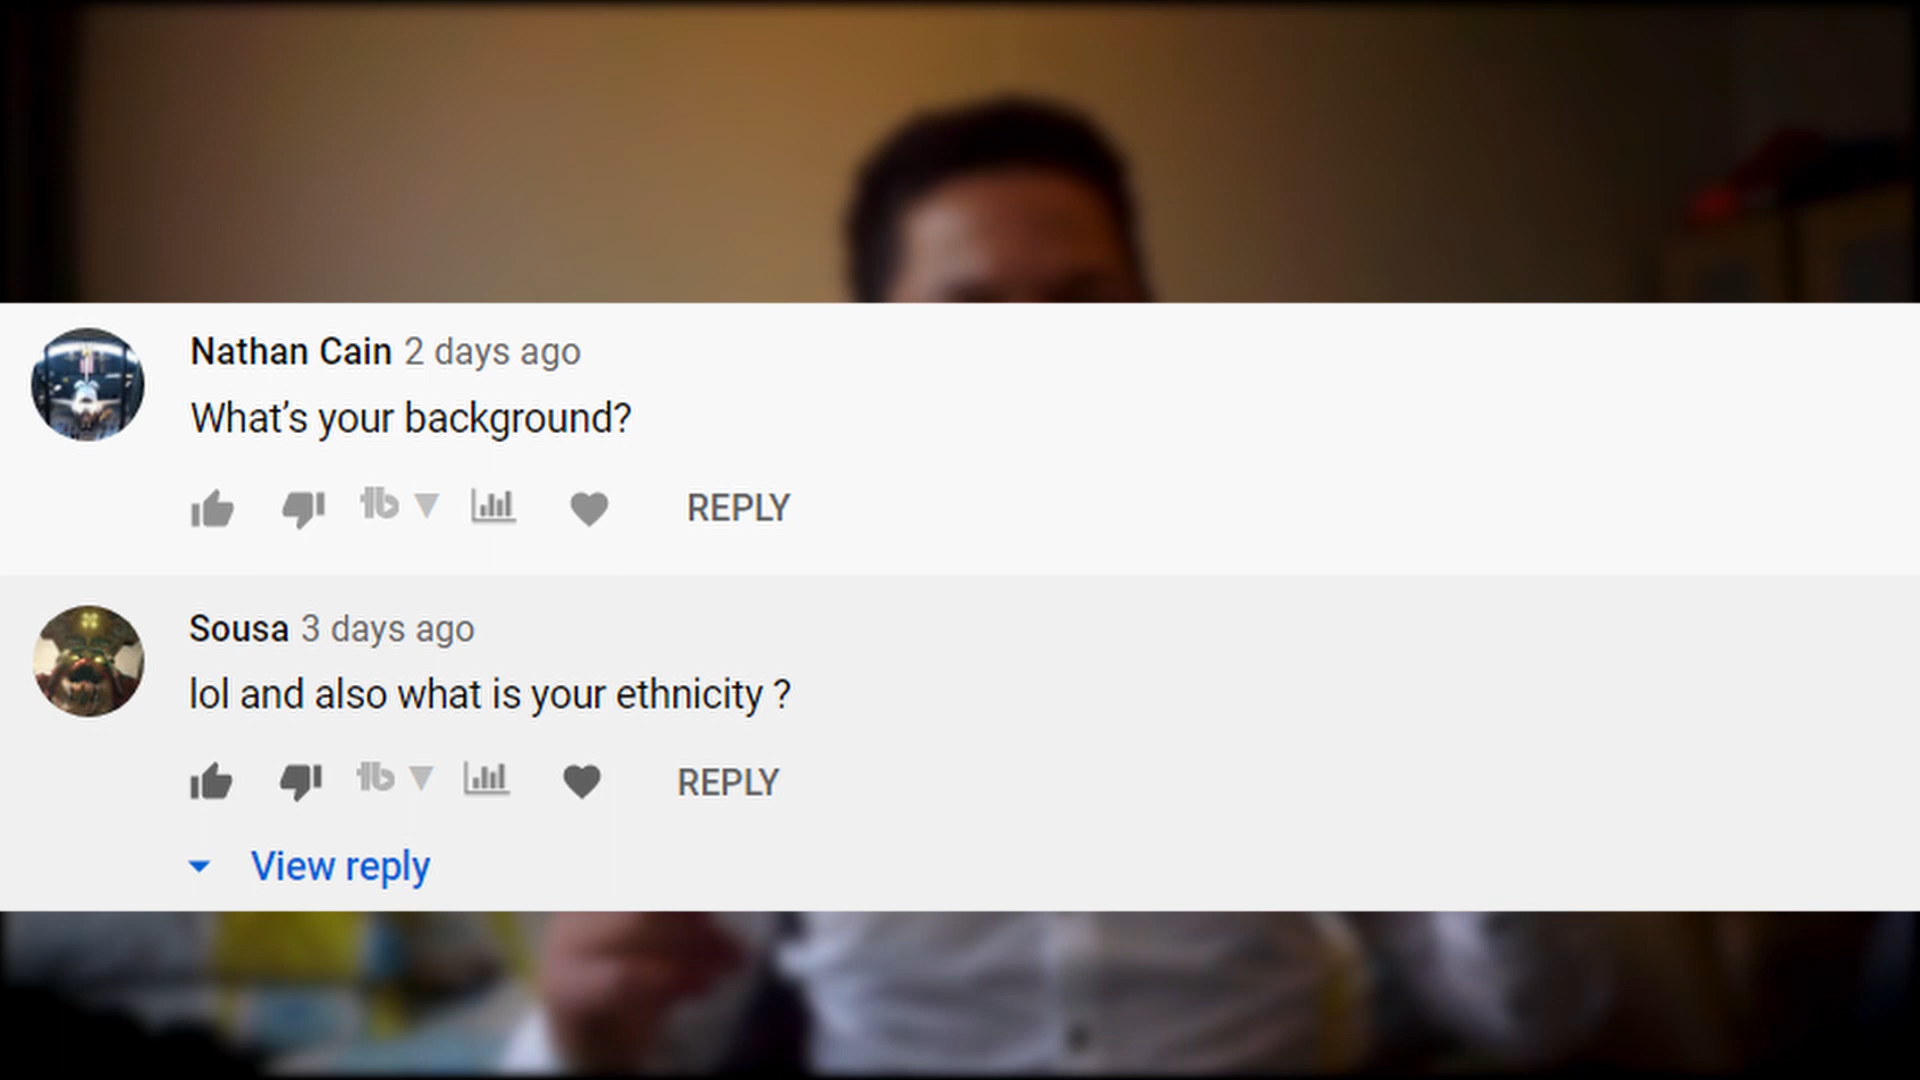 Nathan Cain 2 days ago
What's your background?
REPLY
Sousa 3 days ago
lol and also what is your ethnicity ?
REPLY
View reply